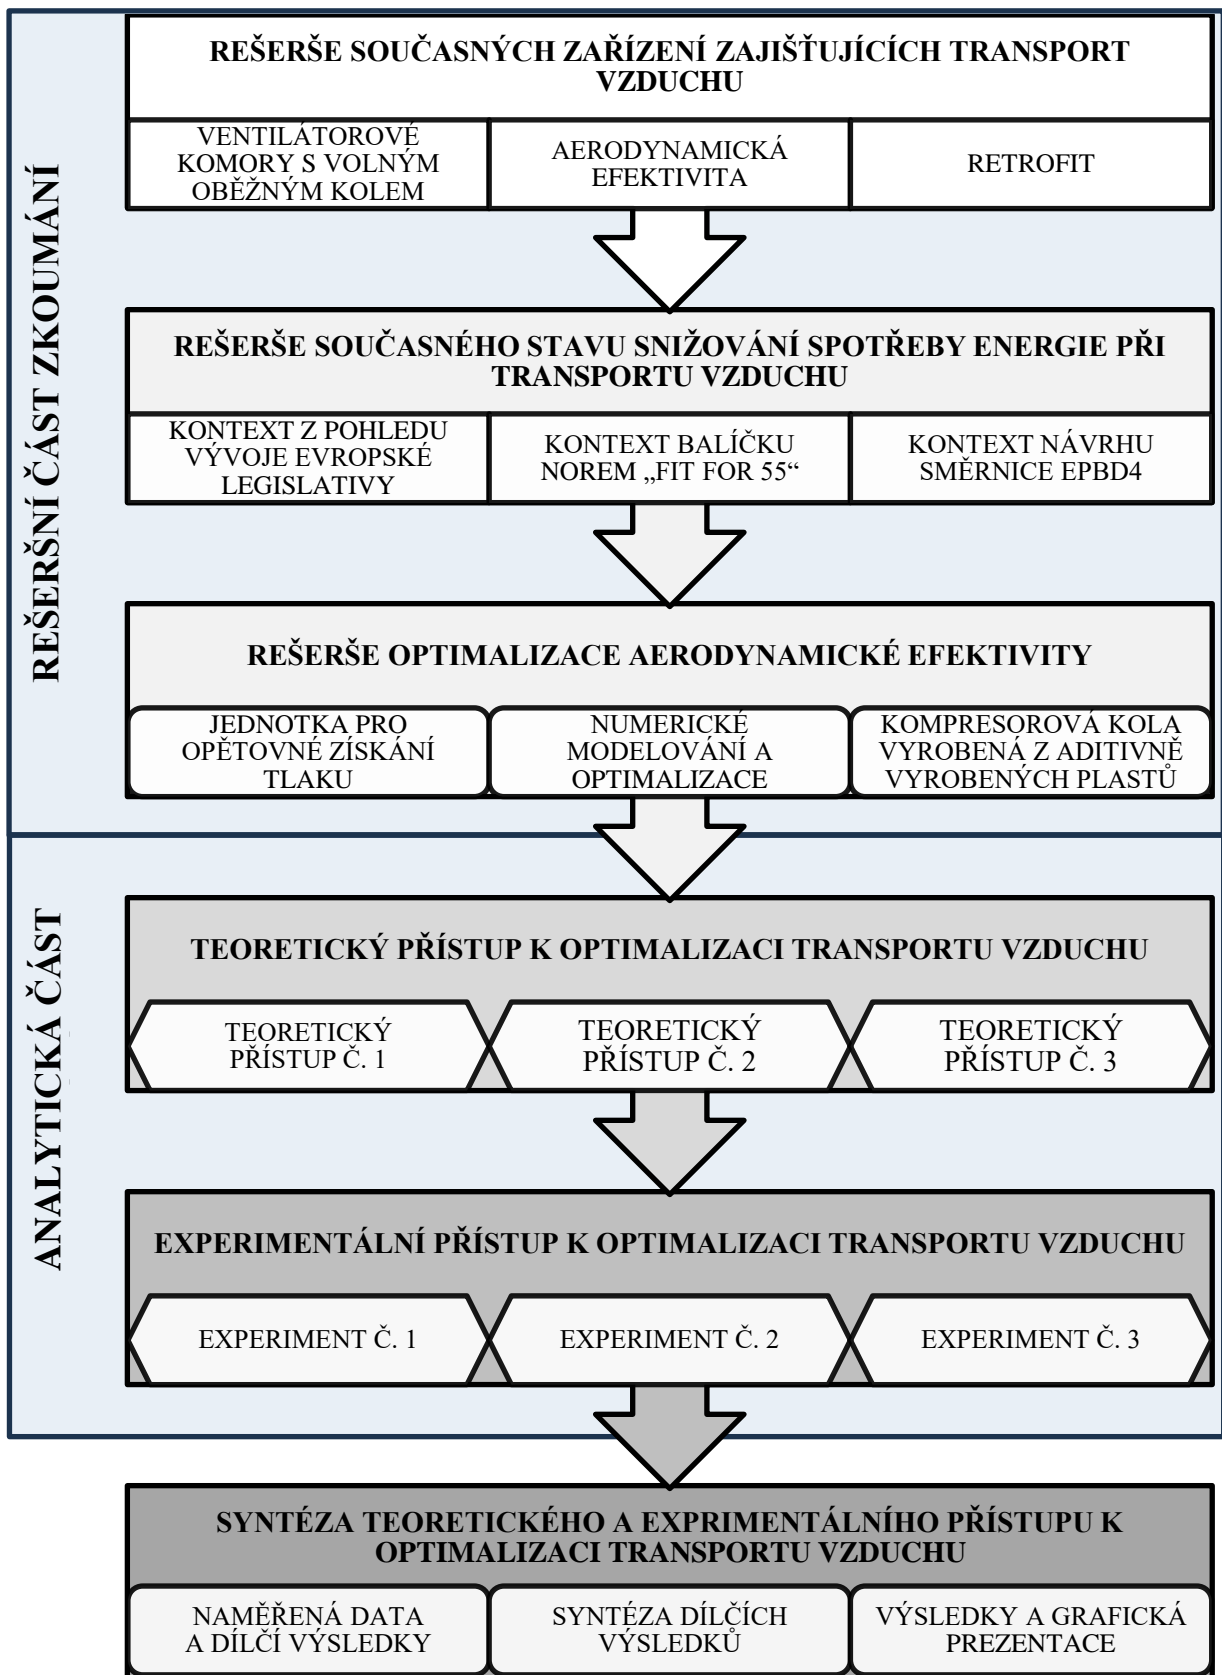 REŠERŠNÍ ČÁST ZKOUMÁNÍ
REŠERŠE SOUČASNÝCH ZAŘÍZENÍ ZAJIŠŤUJÍCÍCH TRANSPORT
VZDUCHU
VENTILÁTOROVÉ
KOMORY S VOLNÝM
OBĚŽNÝM KOLEM
AERODYNAMICKÁ
EFEKTIVITA
RETROFIT
REŠERŠE SOUČASNÉHO STAVU SNIŽOVÁNÍ SPOTŘEBY ENERGIE PŘI
TRANSPORTU VZDUCHU
KONTEXT Z POHLEDU
VÝVOJE EVROPSKÉ
LEGISLATIVY
KONTEXT BALÍČKU
NOREM „FIT FOR 55“
KONTEXT NÁVRHU
SMĚRNICE EPBD4
REŠERŠE OPTIMALIZACE AERODYNAMICKÉ EFEKTIVITY
JEDNOTKA PRO
OPĚTOVNÉ ZÍSKÁNÍ
TLAKU
NUMERICKÉ
MODELOVÁNÍ A
OPTIMALIZACE
KOMPRESOROVÁ KOLA
VYROBENÁ Z ADITIVNĚ
VYROBENÝCH PLASTŮ
ANALYTICKÁ ČÁST
TEORETICKÝ PŘÍSTUP K OPTIMALIZACI TRANSPORTU VZDUCHU
TEORETICKÝ
PŘÍSTUP Č. 1
TEORETICKÝ
PŘÍSTUP Č. 2
TEORETICKÝ
PŘÍSTUP Č. 3
EXPERIMENTÁLNÍ PŘÍSTUP K OPTIMALIZACI TRANSPORTU VZDUCHU
EXPERIMENT Č. 1
EXPERIMENT Č. 2
EXPERIMENT Č. 3
SYNTÉZA TEORETICKÉHO A EXPRIMENTÁLNÍHO PŘÍSTUPU K
OPTIMALIZACI TRANSPORTU VZDUCHU
NAMĚŘENÁ DATA
A DÍLČÍ VÝSLEDKY
SYNTÉZA DÍLČÍCH
VÝSLEDKŮ
VÝSLEDKY A GRAFICKÁ
PREZENTACE